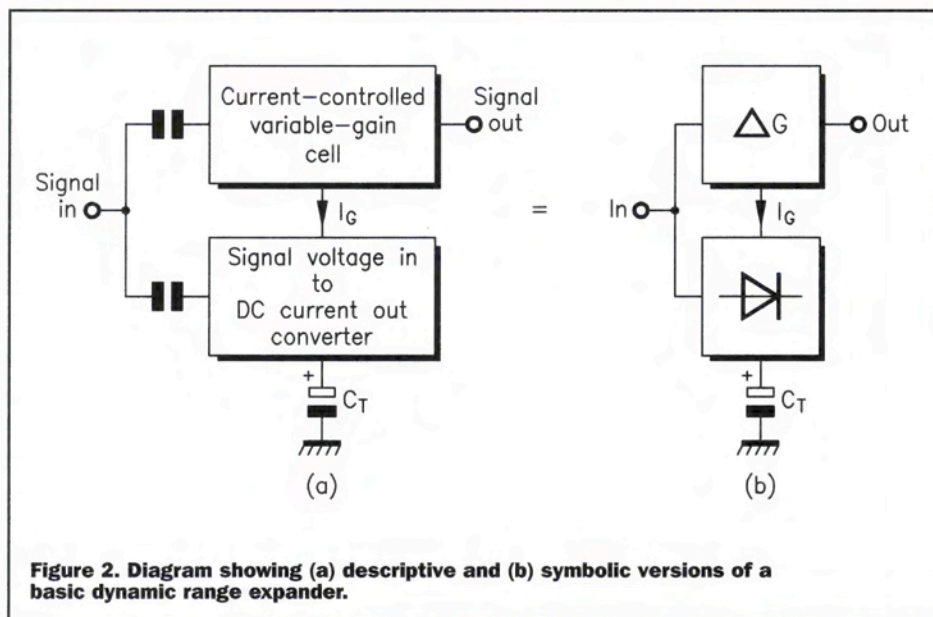 Current-controlled
variable-gain
cell
Signal
out
Signal
in
I_G
Signal voltage in
to
DC current out
converter
+
C_T
(a)
=
In
△G
Out
I_G
+
C_T
(b)
Figure 2. Diagram showing (a) descriptive and (b) symbolic versions of a
basic dynamic range expander.